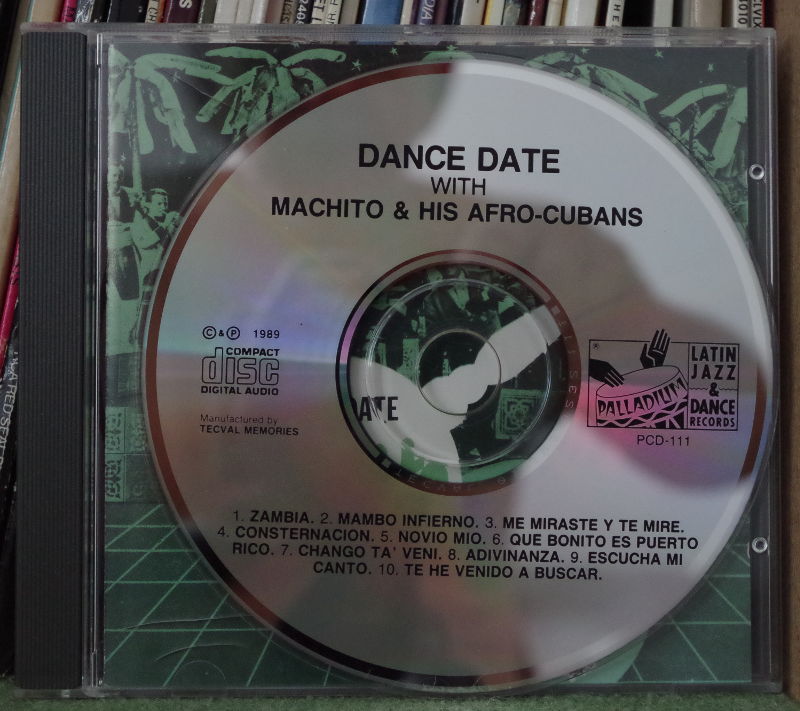 DANCE DATE
WITH
MACHITO & HIS AFRO-CUBANS
© & ℗ 1989
COMPACT
disc
DIGITAL AUDIO
Manufactured by
TECVAL MEMORIES
DATE
PALLADIUM
LATIN
JAZZ
&
DANCE
RECORDS
PCD-111
1. ZAMBIA. 2. MAMBO INFIERNO. 3. ME MIRASTE Y TE MIRE.
4. CONSTERNACION. 5. NOVIO MIO. 6. QUE BONITO ES PUERTO
RICO. 7. CHANGO TA' VENI. 8. ADIVINANZA. 9. ESCUCHA MI
CANTO. 10. TE HE VENIDO A BUSCAR.